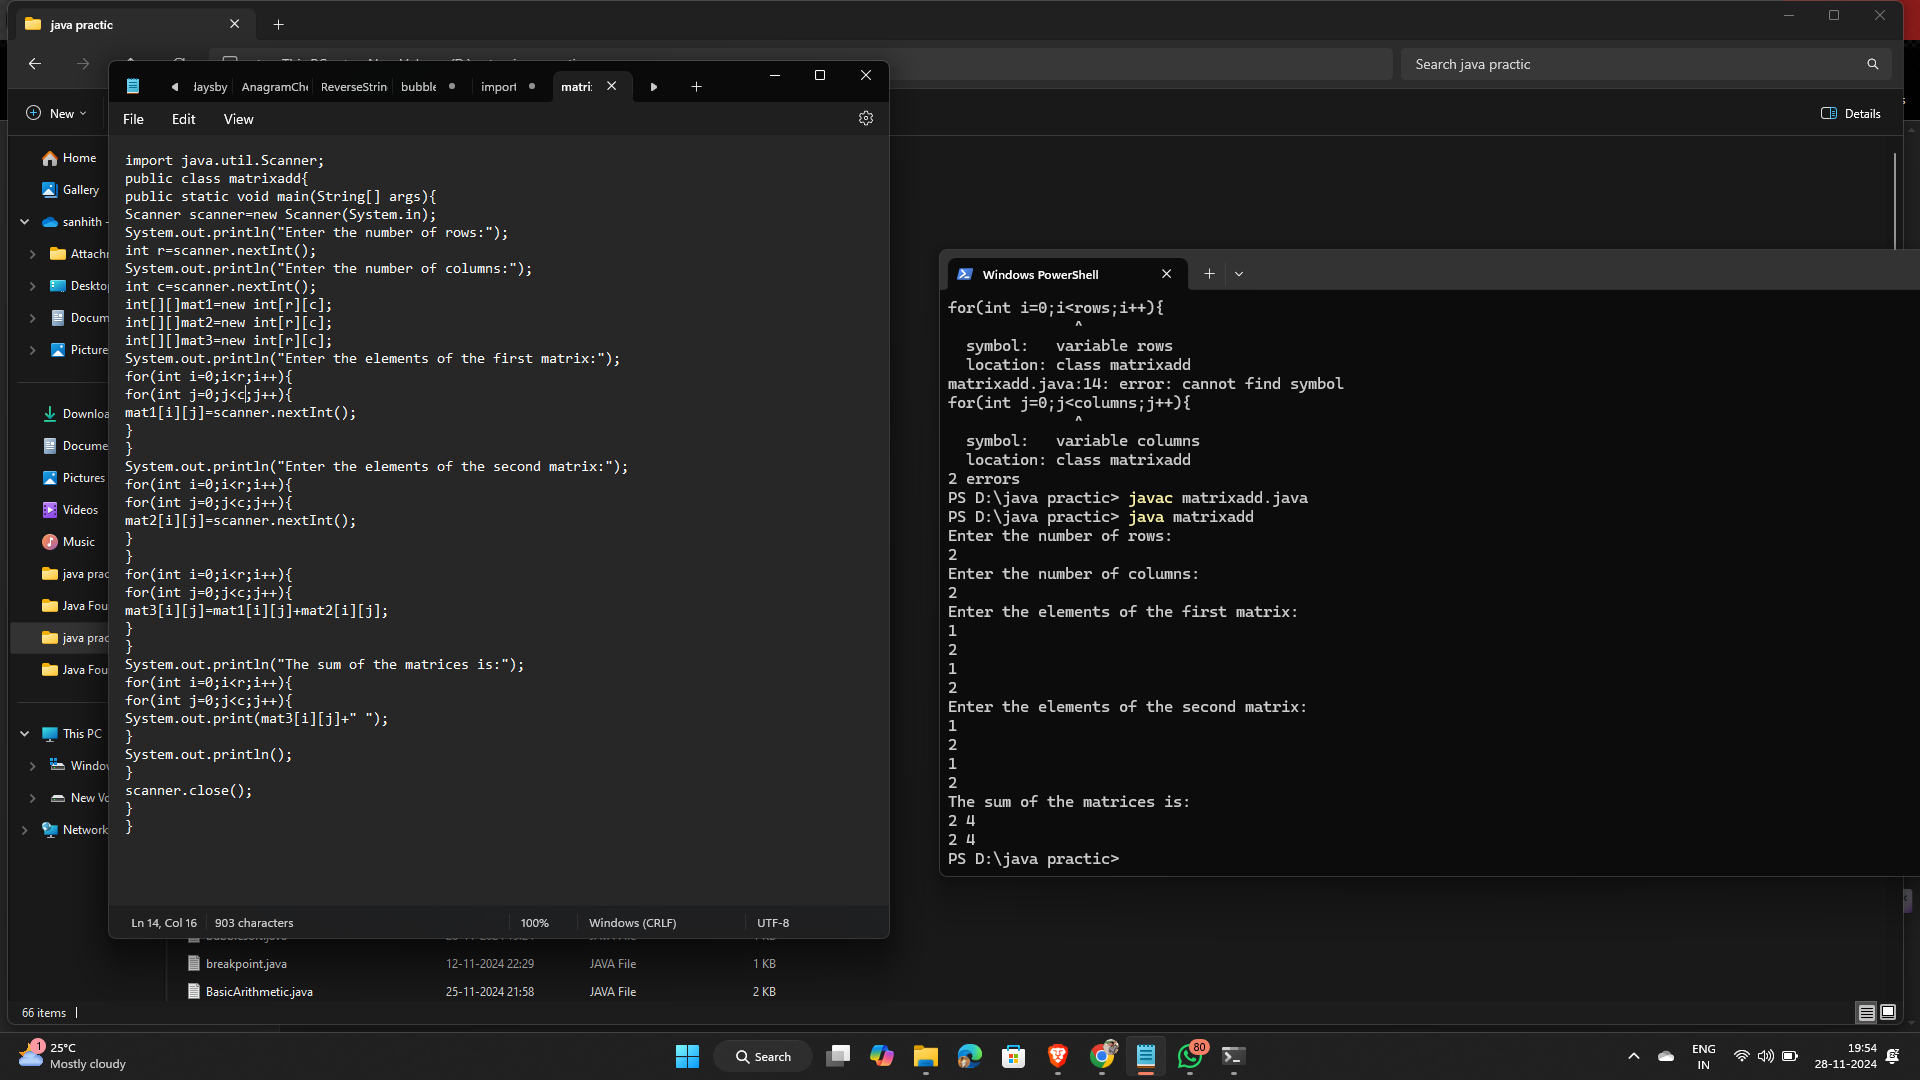 java practic
Search java practic
New
Details
Home
Gallery
sanhith -
Attachr
Deskto
Docum
Picture
Downloa
Docume
Pictures
Videos
Music
java prac
Java Fou
java prac
Java Fou
This PC
Windov
New Vo
Network
AnagramChe
ReverseString
bubble
import
matri:
File Edit View
import java.util.Scanner;
public class matrixadd{
public static void main(String[] args){
Scanner scanner=new Scanner(System.in);
System.out.println("Enter the number of rows:");
int r=scanner.nextInt();
System.out.println("Enter the number of columns:");
int c=scanner.nextInt();
int[][]mat1=new int[r][c];
int[][]mat2=new int[r][c];
int[][]mat3=new int[r][c];
System.out.println("Enter the elements of the first matrix:");
for(int i=0;i<r;i++){
for(int j=0;j<c;j++){
mat1[i][j]=scanner.nextInt();
}
}
System.out.println("Enter the elements of the second matrix:");
for(int i=0;i<r;i++){
for(int j=0;j<c;j++){
mat2[i][j]=scanner.nextInt();
}
}
for(int i=0;i<r;i++){
for(int j=0;j<c;j++){
mat3[i][j]=mat1[i][j]+mat2[i][j];
}
}
System.out.println("The sum of the matrices is:");
for(int i=0;i<r;i++){
for(int j=0;j<c;j++){
System.out.print(mat3[i][j]+" ");
}
System.out.println();
}
scanner.close();
}
}
Ln 14, Col 16 903 characters 100% Windows (CRLF) UTF-8
breakpoint.java 12-11-2024 22:29 JAVA File 1 KB
BasicArithmetic.java 25-11-2024 21:58 JAVA File 2 KB
66 items
Windows PowerShell
for(int i=0;i<rows;i++){
^
symbol: variable rows
location: class matrixadd
matrixadd.java:14: error: cannot find symbol
for(int j=0;j<columns;j++){
^
symbol: variable columns
location: class matrixadd
2 errors
PS D:\java practic> javac matrixadd.java
PS D:\java practic> java matrixadd
Enter the number of rows:
2
Enter the number of columns:
2
Enter the elements of the first matrix:
1
2
1
2
Enter the elements of the second matrix:
1
2
1
2
The sum of the matrices is:
2 4
2 4
PS D:\java practic>
1
25°C
Mostly cloudy
Search
80
ENG
IN
19:54
28-11-2024